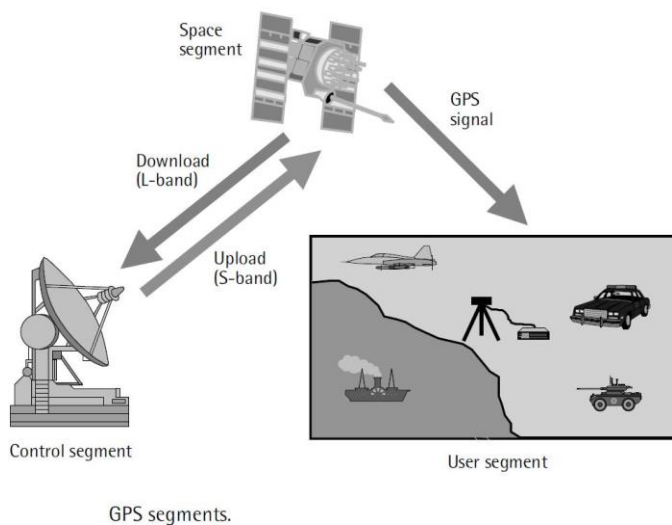 Space
segment
GPS
signal
Download
(L-band)
Upload
(S-band)
Control segment
User segment
GPS segments.